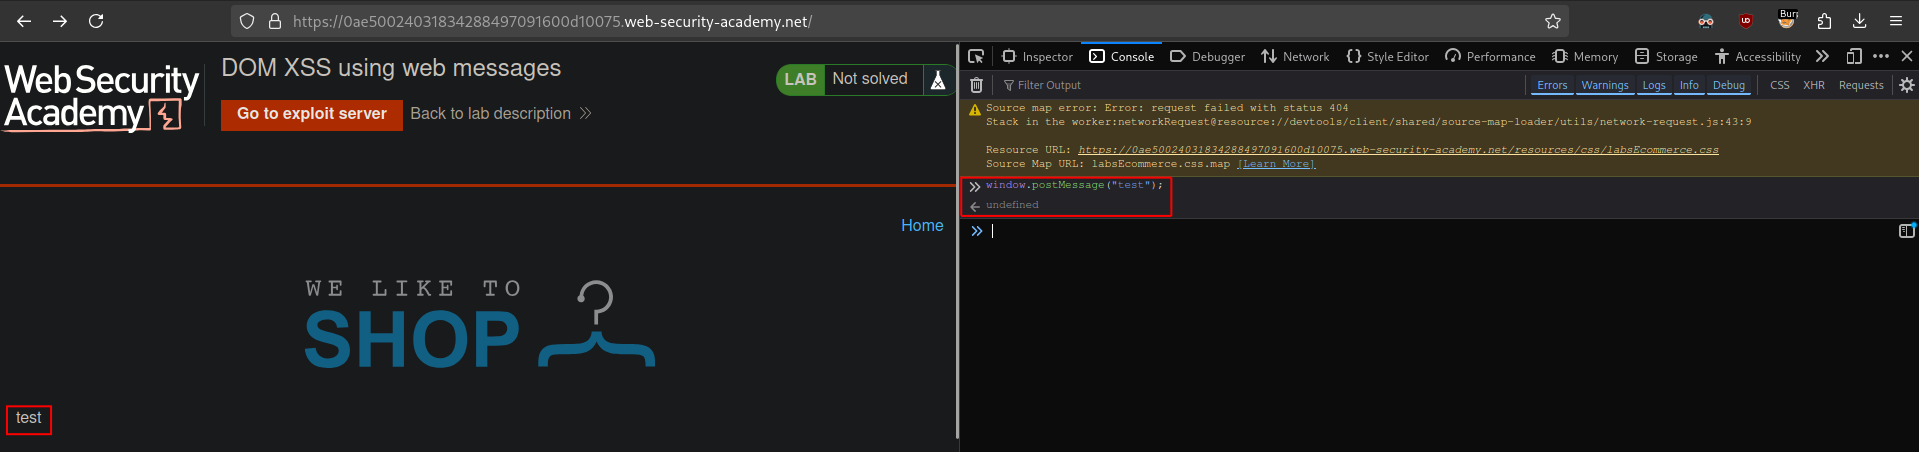 https://0ae500240318342884970 91600d10075.web-security-academy.net/
Burp
Web Security
Academy
DOM XSS using web messages
LAB Not solved
Go to exploit server
Back to lab description
Home
WE LIKE TO
SHOP
test
Inspector Console Debugger Network Style Editor Performance Memory Storage Accessibility
Filter Output Errors Warnings Logs Info Debug CSS XHR Requests
Source map error: Error: request failed with status 404
Stack in the worker:networkRequest@resource://devtools/client/shared/source-map-loader/utils/network-request.js:43:9
Resource URL: https://0ae50024031834288497091600d10075.web-security-academy.net/resources/css/labsEcommerce.css
Source Map URL: labsEcommerce.css.map [Learn More]
window.postMessage("test");
undefined